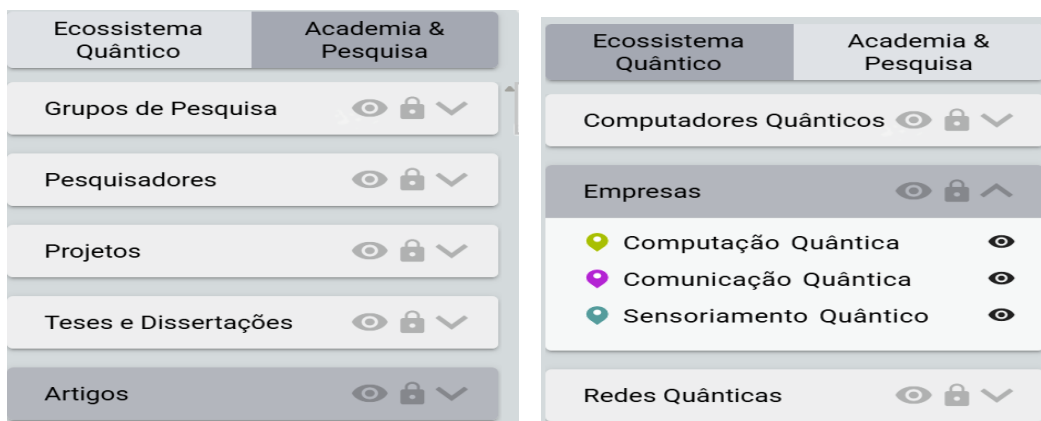 Ecossistema
Quântico
Academia &
Pesquisa
Grupos de Pesquisa
Pesquisadores
Projetos
Teses e Dissertações
Artigos
Ecossistema
Quântico
Academia &
Pesquisa
Computadores Quânticos
Empresas
Computação Quântica
Comunicação Quântica
Sensoriamento Quântico
Redes Quânticas